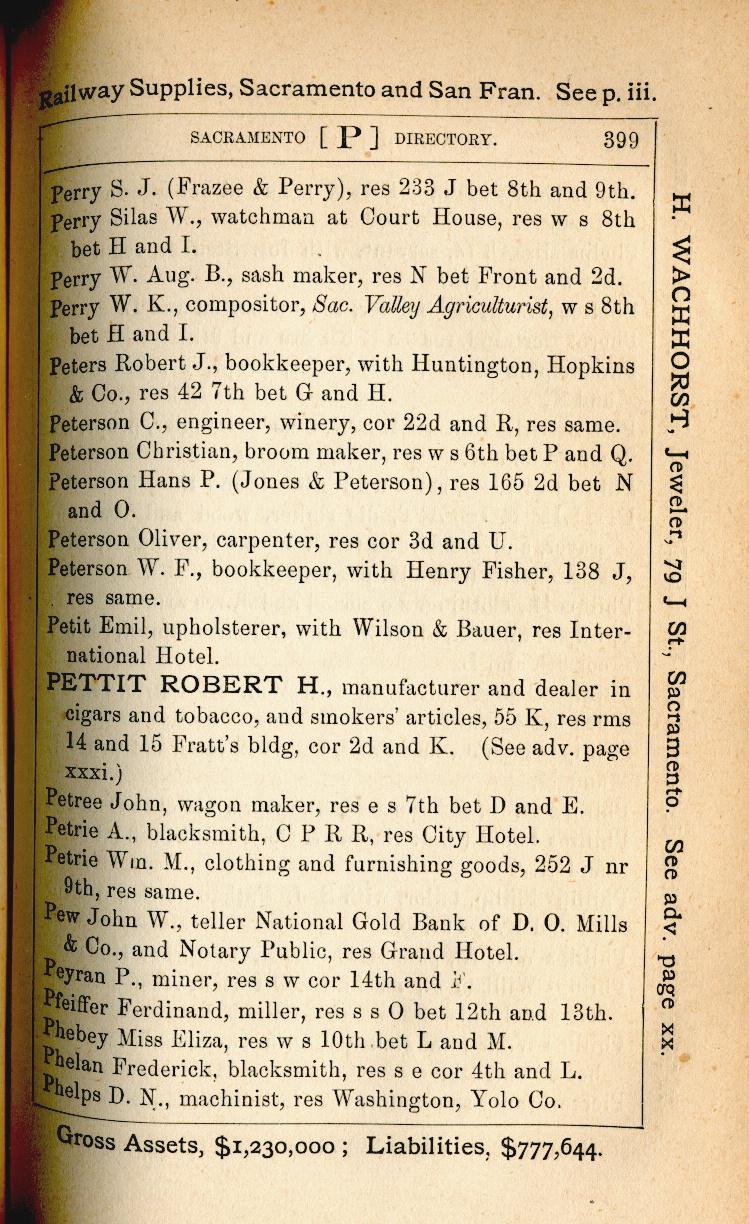 Railway Supplies, Sacramento and San Fran. See p. iii.
SACRAMENTO [ P ] DIRECTORY. 399
Perry S. J. (Frazee & Perry), res 233 J bet 8th and 9th.
Perry Silas W., watchman at Court House, res w s 8th
bet H and I.
Perry W. Aug. B., sash maker, res N bet Front and 2d.
Perry W. K., compositor, Sac. Valley Agriculturist, w s 8th
bet H and I.
Peters Robert J., bookkeeper, with Huntington, Hopkins
& Co., res 42 7th bet G and H.
Peterson C., engineer, winery, cor 22d and R, res same.
Peterson Christian, broom maker, res w s 6th bet P and Q.
Peterson Hans P. (Jones & Peterson), res 165 2d bet N
and O.
Peterson Oliver, carpenter, res cor 3d and U.
Peterson W. F., bookkeeper, with Henry Fisher, 138 J,
res same.
Petit Emil, upholsterer, with Wilson & Bauer, res Inter-
national Hotel.
PETTIT ROBERT H., manufacturer and dealer in
cigars and tobacco, and smokers' articles, 55 K, res rms
14 and 15 Fratt's bldg, cor 2d and K. (See adv. page
xxxi.)
Petree John, wagon maker, res e s 7th bet D and E.
Petrie A., blacksmith, C P R R, res City Hotel.
Petrie Wm. M., clothing and furnishing goods, 252 J nr
9th, res same.
Pew John W., teller National Gold Bank of D. O. Mills
& Co., and Notary Public, res Grand Hotel.
Peyran P., miner, res s w cor 14th and F.
Pfeiffer Ferdinand, miller, res s s O bet 12th and 13th.
Phebey Miss Eliza, res w s 10th bet L and M.
Phelan Frederick, blacksmith, res s e cor 4th and L.
Phelps D. N., machinist, res Washington, Yolo Co.
Gross Assets, $1,230,000; Liabilities, $777,644.
H. WACHHORST, Jeweler, 79 J St., Sacramento. See adv. page xx.